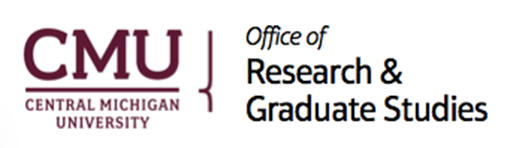 CMU
CENTRAL MICHIGAN
UNIVERSITY
Office of
Research &
Graduate Studies